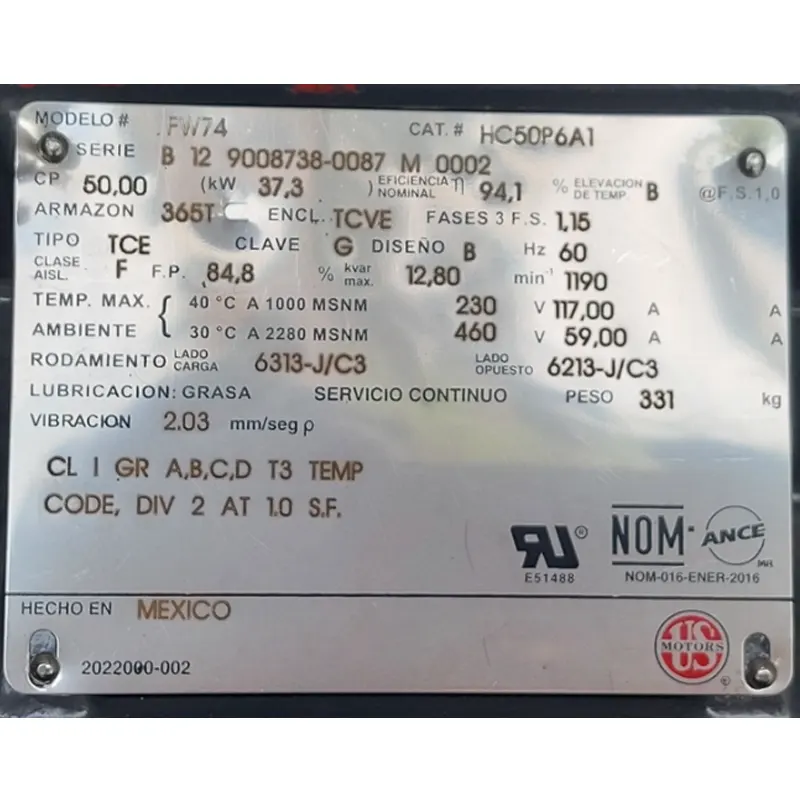 MODELO # FW74 CAT. # HC50P6A1
SERIE B 12 9008738-0087 M 0002
CP 50,00 (kW 37,3 ) EFICIENCIA η NOMINAL 94,1 % ELEVACION DE TEMP B @F.S.1,0
ARMAZON 365T ENCL. TCVE FASES 3 F.S. 1,15
TIPO TCE CLAVE G DISEÑO B Hz 60
CLASE AISL. F F.P. ,84,8 % kvar max. 12,80 min⁻¹ 1190
TEMP. MAX. { 40 °C A 1000 MSNM 230 V 117,00 A A
AMBIENTE 30 °C A 2280 MSNM 460 V 59,00 A A
RODAMIENTO LADO CARGA 6313-J/C3 LADO OPUESTO 6213-J/C3
LUBRICACION: GRASA SERVICIO CONTINUO PESO 331 kg
VIBRACION 2.03 mm/seg ρ
CL I GR A,B,C,D T3 TEMP
CODE, DIV 2 AT 1.0 S.F.
RU ® NOM-ANCE MR
E51488 NOM-016-ENER-2016
HECHO EN MEXICO
US MOTORS ©
2022000-002